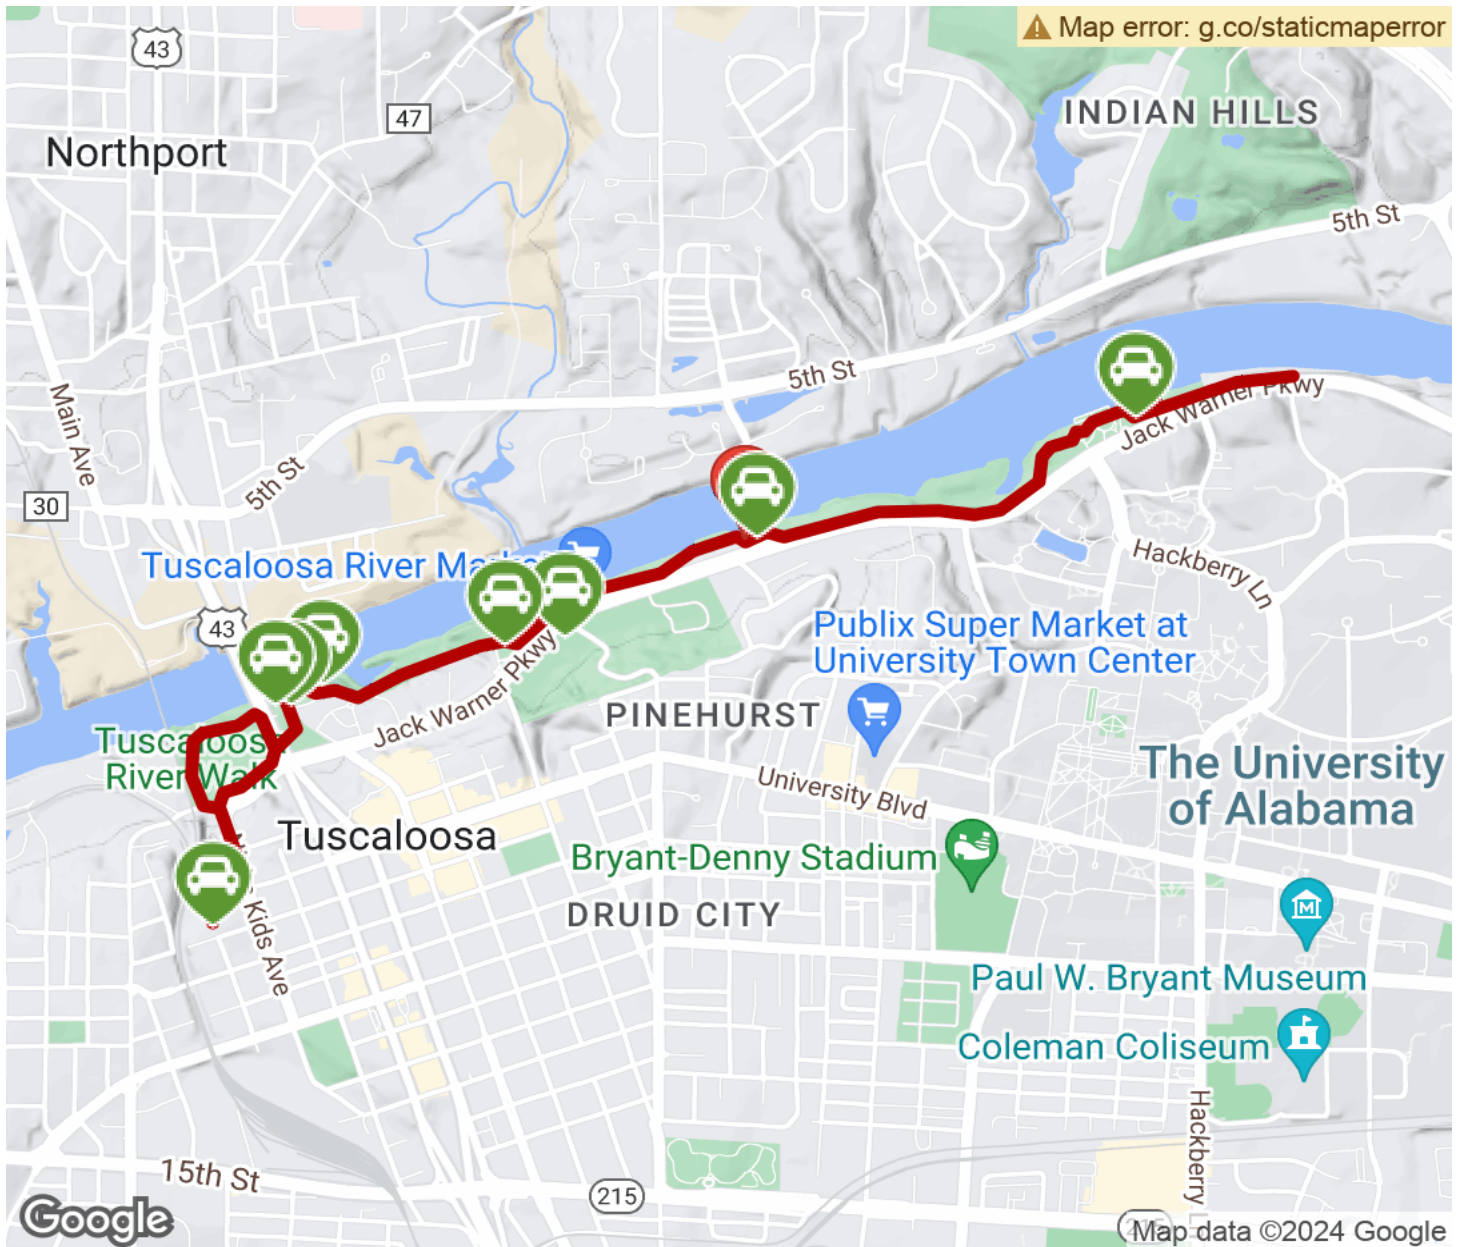 Map error: g.co/staticmaperror
43
47
INDIAN HILLS
Northport
5th St
5th St
Main Ave
Jack Warner Pkwy
5th St
30
Hackberry Ln
Tuscaloosa River
43
Publix Super Market at
University Town Center
Jack Warner Pkwy
PINEHURST
Tuscaloosa
River Walk
The University
of Alabama
University Blvd
Tuscaloosa
Bryant-Denny Stadium
Kids Ave
DRUID CITY
Paul W. Bryant Museum
Coleman Coliseum
Hackberry
15th St
215
Google
Map data ©2024 Google